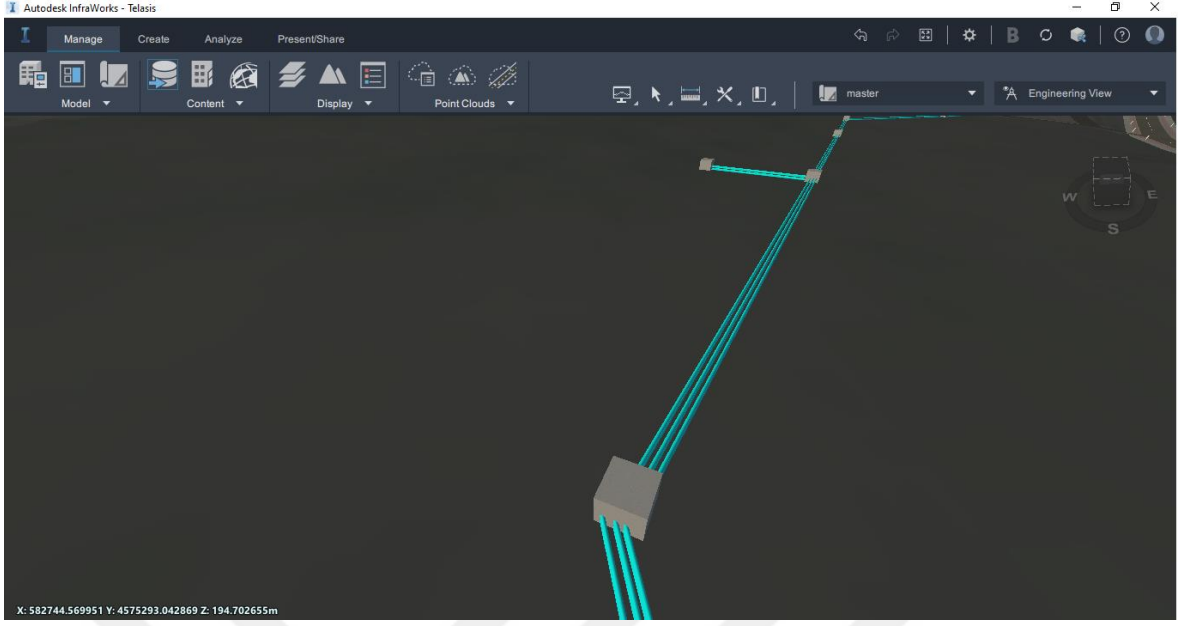 Autodesk InfraWorks - Telasis
Manage Create Analyze Present/Share
Model Content Display Point Clouds master Engineering View
W E
S
X: 582744.569951 Y: 4575293.042869 Z: 194.702655m